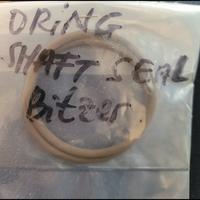 ORiNG
SHAFT SEAL
Bitzer